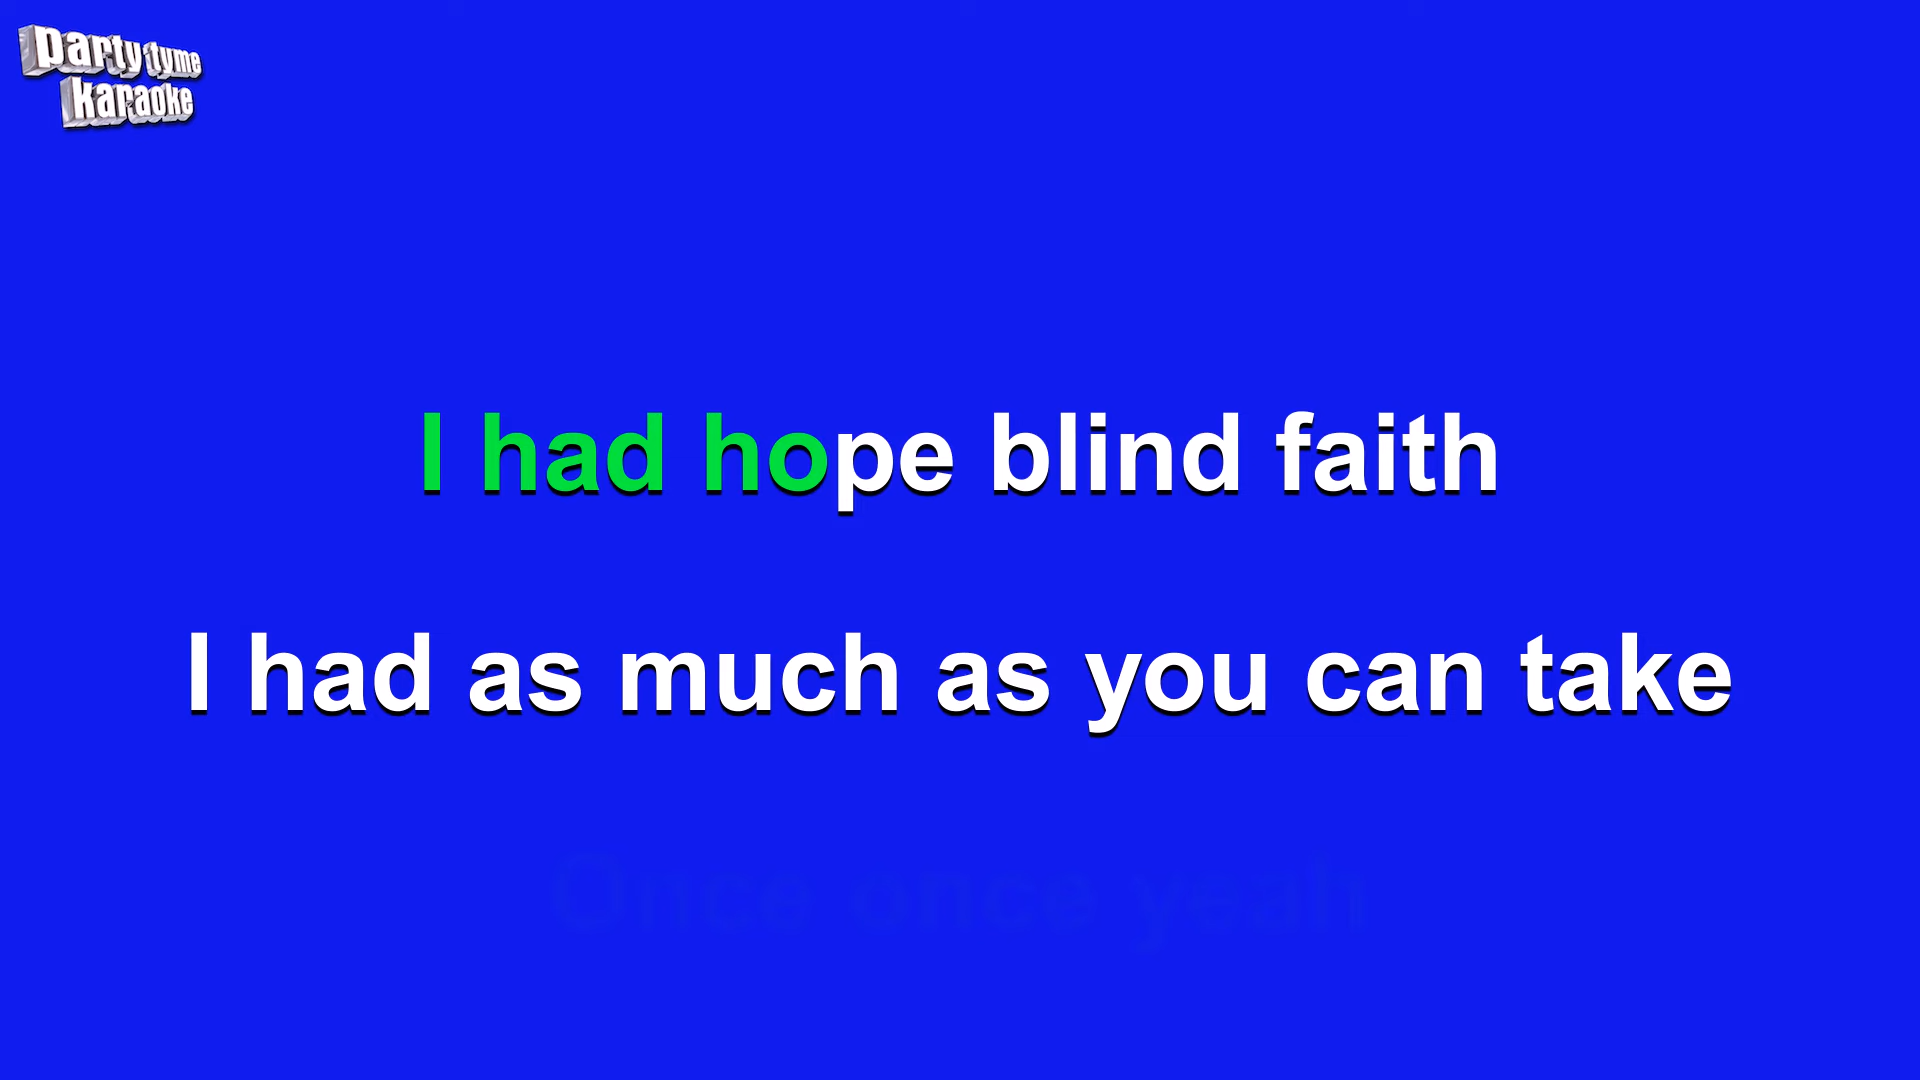 party tyme
karaoke
I had hope blind faith
I had as much as you can take
Once once yeah